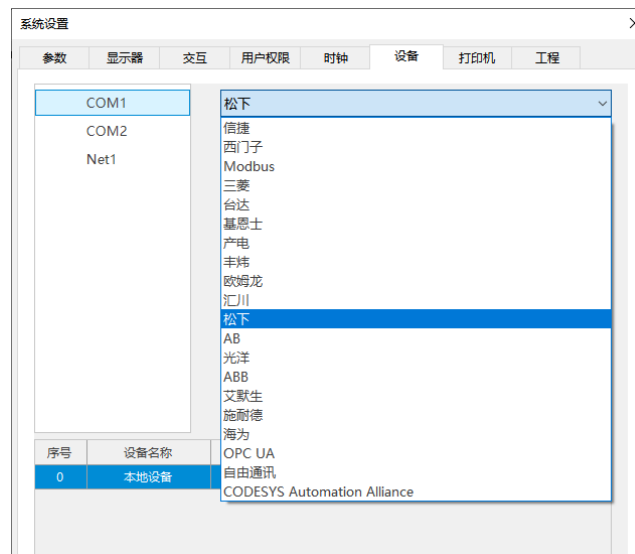 系统设置
参数 显示器 交互 用户权限 时钟 设备 打印机 工程
COM1
COM2
Net1
松下
信捷
西门子
Modbus
三菱
台达
基恩士
产电
丰炜
欧姆龙
汇川
松下
AB
光洋
ABB
艾默生
施耐德
海为
OPC UA
自由通讯
CODESYS Automation Alliance
序号 设备名称
0 本地设备